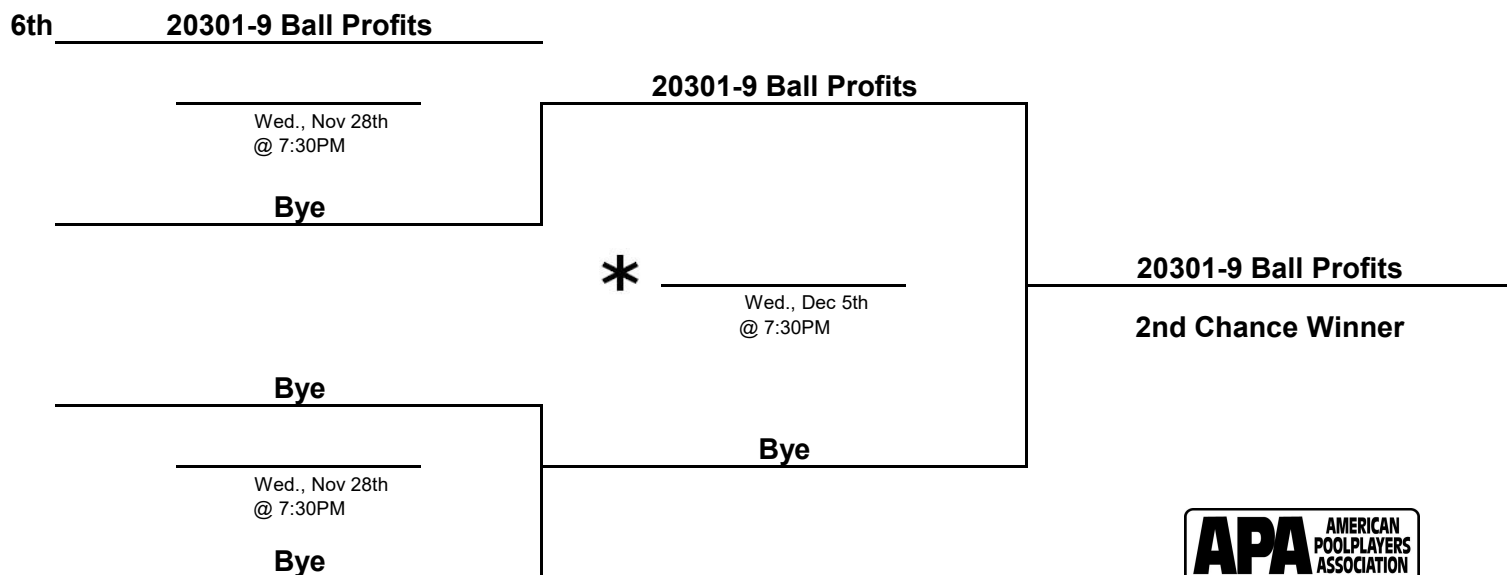 6th 20301-9 Ball Profits
20301-9 Ball Profits
Wed., Nov 28th
@ 7:30PM
Bye
*
20301-9 Ball Profits
Wed., Dec 5th
@ 7:30PM
2nd Chance Winner
Bye
Bye
Wed., Nov 28th
@ 7:30PM
Bye
APA AMERICAN
POOLPLAYERS
ASSOCIATION